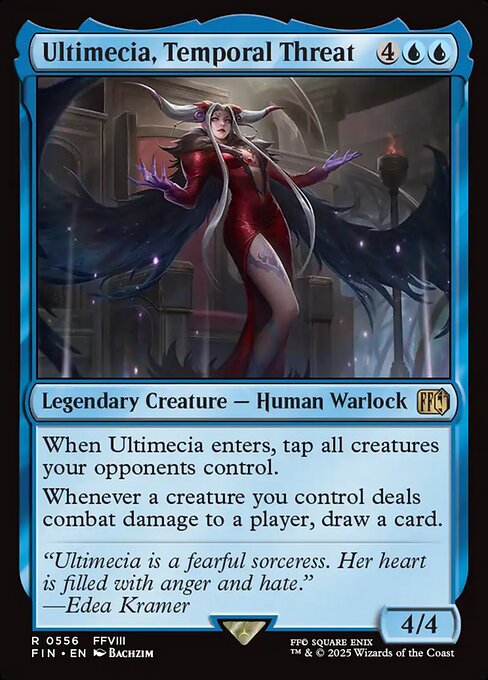 Ultimecia, Temporal Threat 4
Legendary Creature — Human Warlock FF
When Ultimecia enters, tap all creatures
your opponents control.
Whenever a creature you control deals
combat damage to a player, draw a card.
“Ultimecia is a fearful sorceress. Her heart
is filled with anger and hate.”
—Edea Kramer
4/4
R 0556 FFVIII
FIN • EN Bachzim
FF© SQUARE ENIX
™ & © 2025 Wizards of the Coast